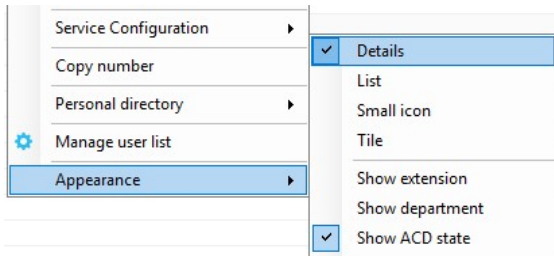 Service Configuration
Copy number
Personal directory
Manage user list
Appearance
Details
List
Small icon
Tile
Show extension
Show department
Show ACD state